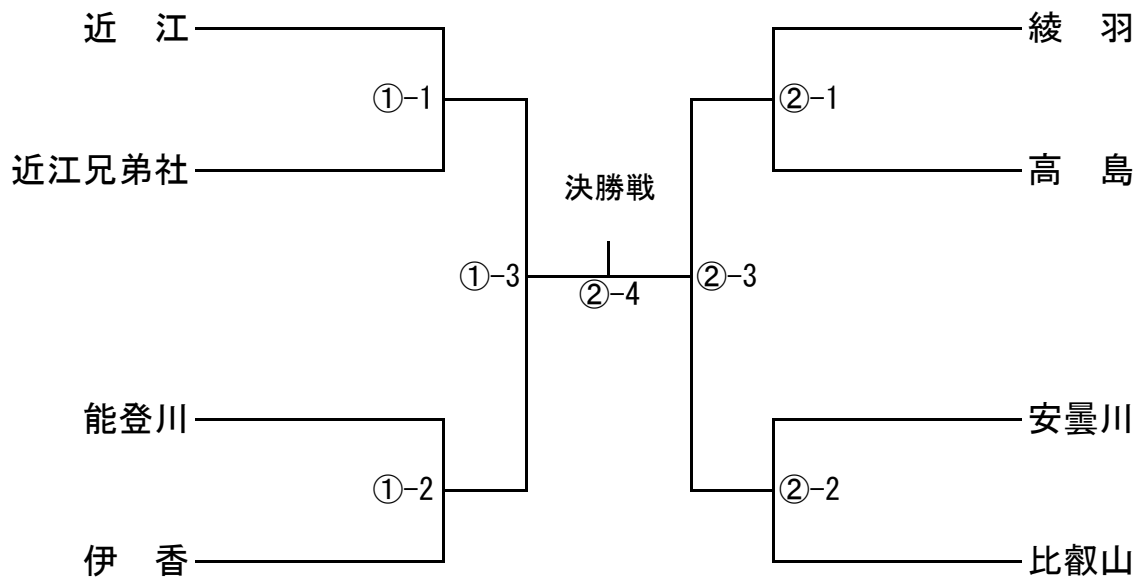 近　江
綾　羽
①-1
②-1
近江兄弟社
高　島
決勝戦
①-3
②-3
②-4
能登川
安曇川
①-2
②-2
伊　香
比叡山